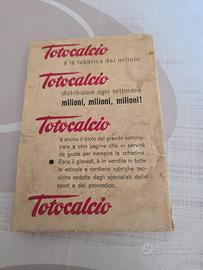 Totocalcio
è la fabbrica dei milioni
Totocalcio
distribuisce ogni settimana
milioni, milioni, milioni!
Totocalcio
è anche il titolo del grande settima-
nale a otto pagine che vi servirà
da guida per riempire la schedina
Esce il giovedì, è in vendita in tutte
le edicole e contiene rubriche tec-
niche redatte dagli specialisti dello
sport e del pronostico.
Totocalcio
subito